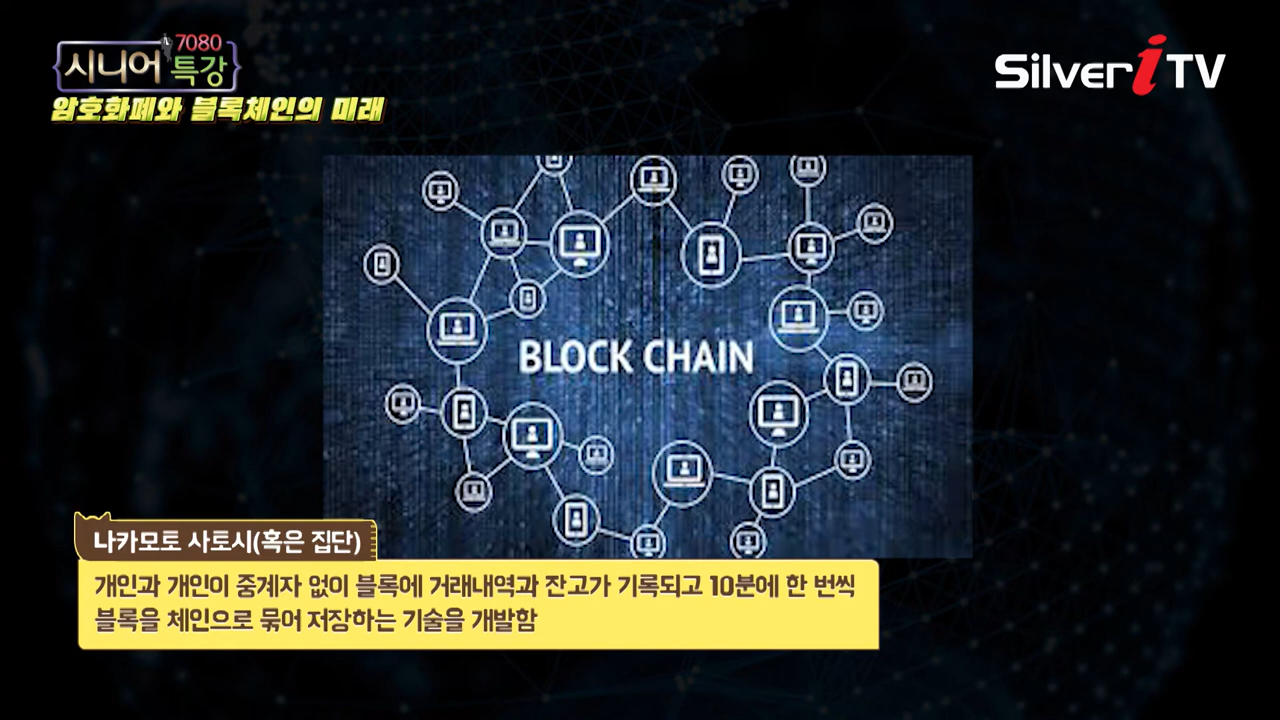 7080
시니어 특강
암호화폐와 블록체인의 미래
Silver i TV
BLOCK CHAIN
나카모토 사토시(혹은 집단)
개인과 개인이 중계자 없이 블록에 거래내역과 잔고가 기록되고 10분에 한 번씩
블록을 체인으로 묶어 저장하는 기술을 개발함